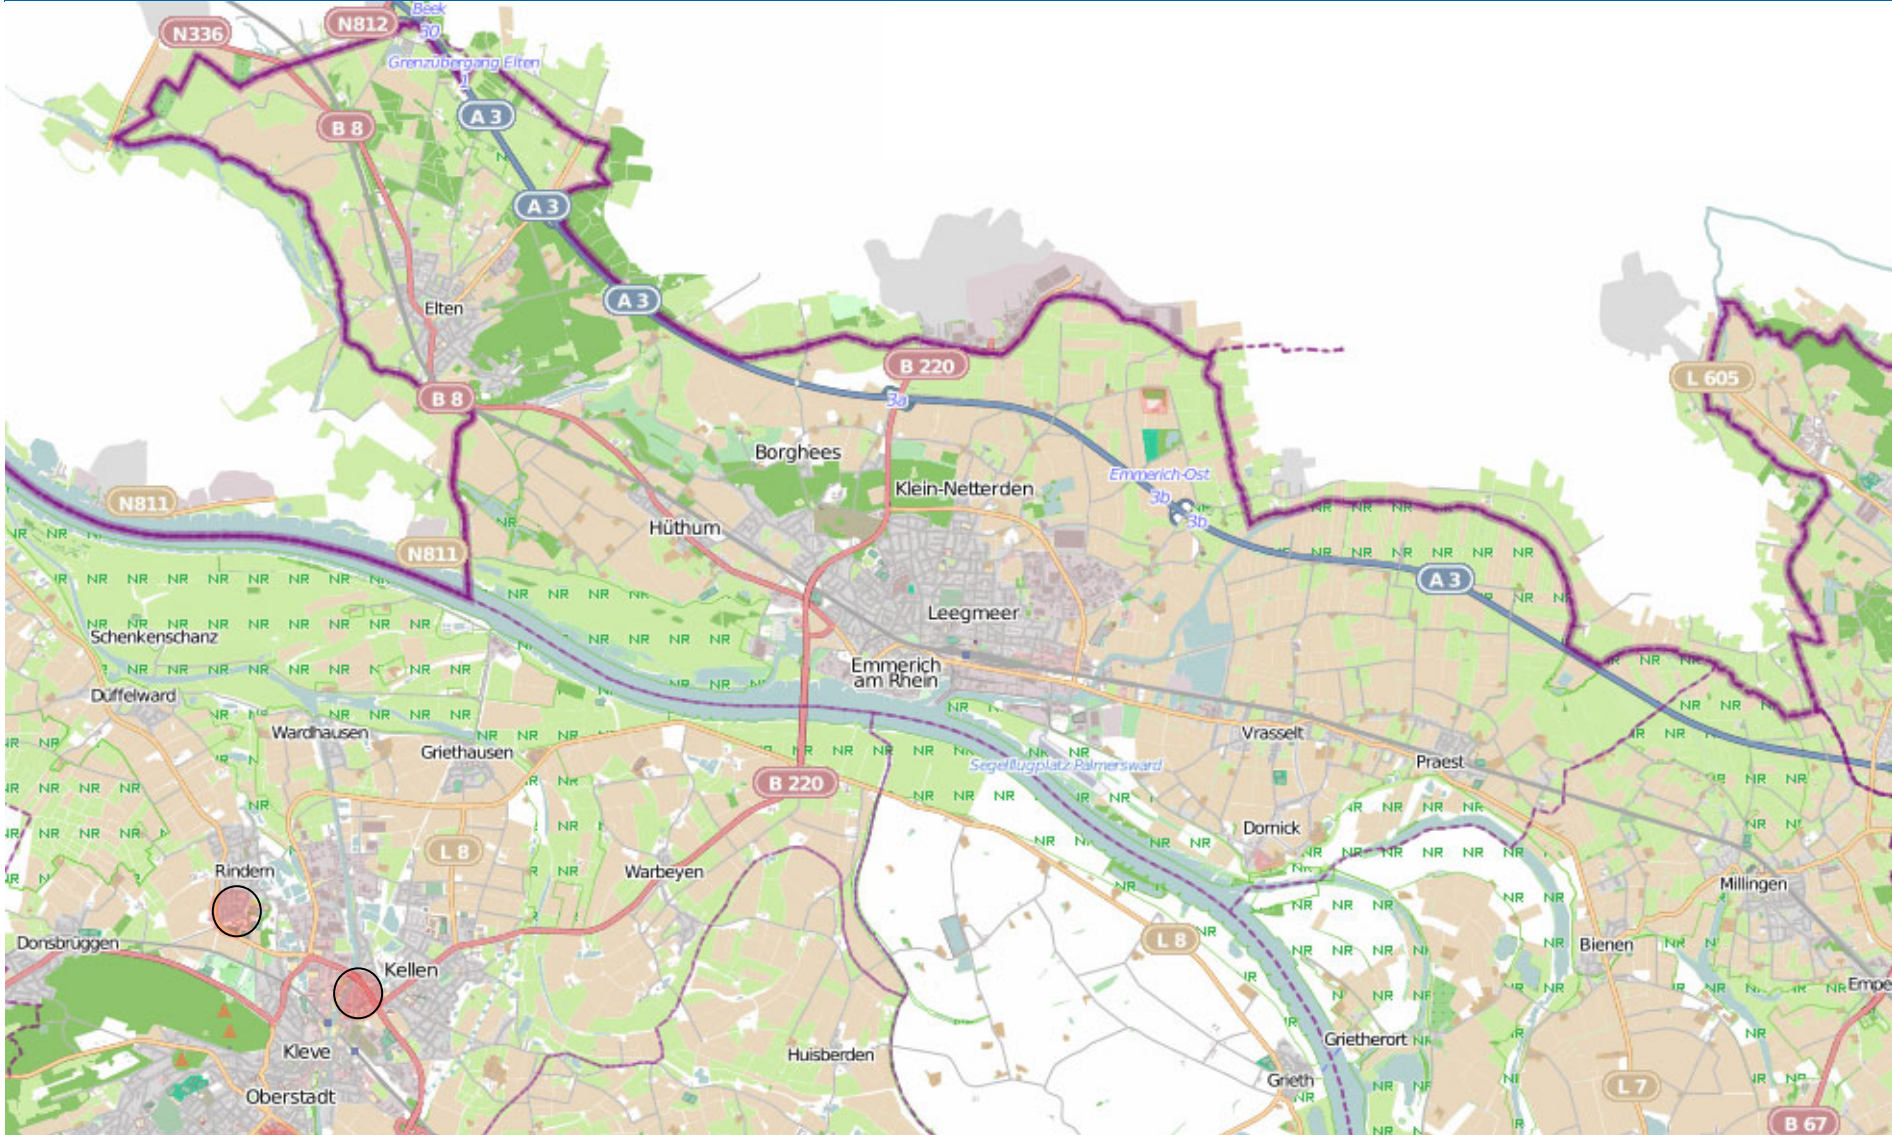 Beek
30
N336
N812
Grenzübergang Elten
1
A 3
B 8
A 3
A 3
Elten
B 220
L 605
B 8
3a
Borghees
Emmerich-Ost
3b
Klein-Netterden
3b
N811
Hüthum
N811
A 3
Leegmeer
Schenkenschanz
Emmerich
am Rhein
Düffelward
Wardhausen
Griethausen
Vrasselt
Praest
Segelflugplatz Palmersward
B 220
Dornick
L 8
Rindern
Warbeyen
Millingen
Donsbrüggen
L 8
Bienen
Kellen
Empe
Grietherort
Kleve
Huisberden
Grieth
L 7
Oberstadt
B 67